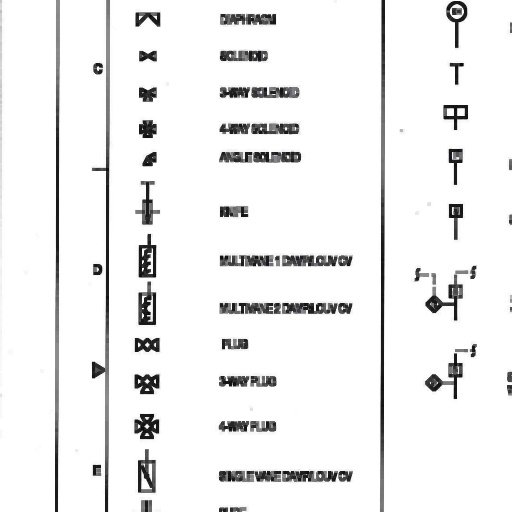 DIAPHRAGM
SOLENOID
C
3-WAY SOLENOID
4-WAY SOLENOID
ANGLE SOLENOID
KNIFE
D
MULTIVANE 1 DAMPR/LOUV CV
MULTIVANE 2 DAMPR/LOUV CV
PLUG
3-WAY PLUG
4-WAY PLUG
E
SINGLE VANE DAMPR/LOUV CV